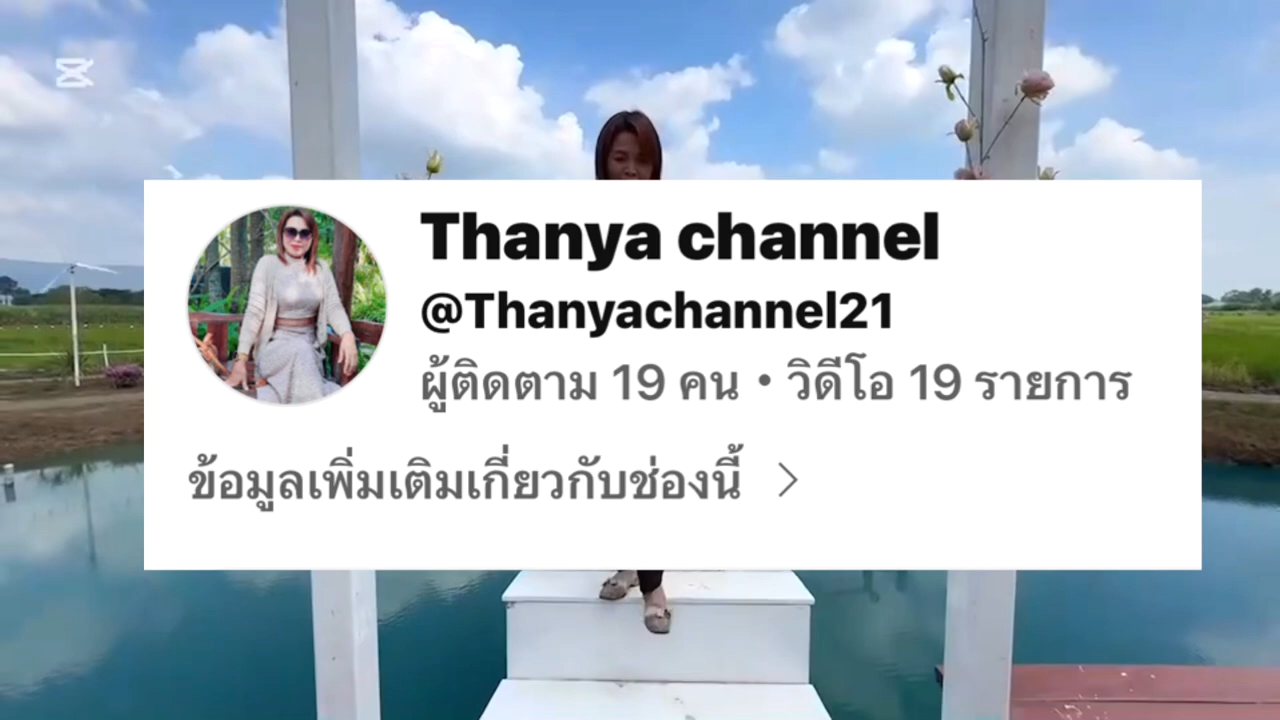 Thanya channel
@Thanyachannel21
ผู้ติดตาม 19 คน • วิดีโอ 19 รายการ
ข้อมูลเพิ่มเติมเกี่ยวกับช่องนี้